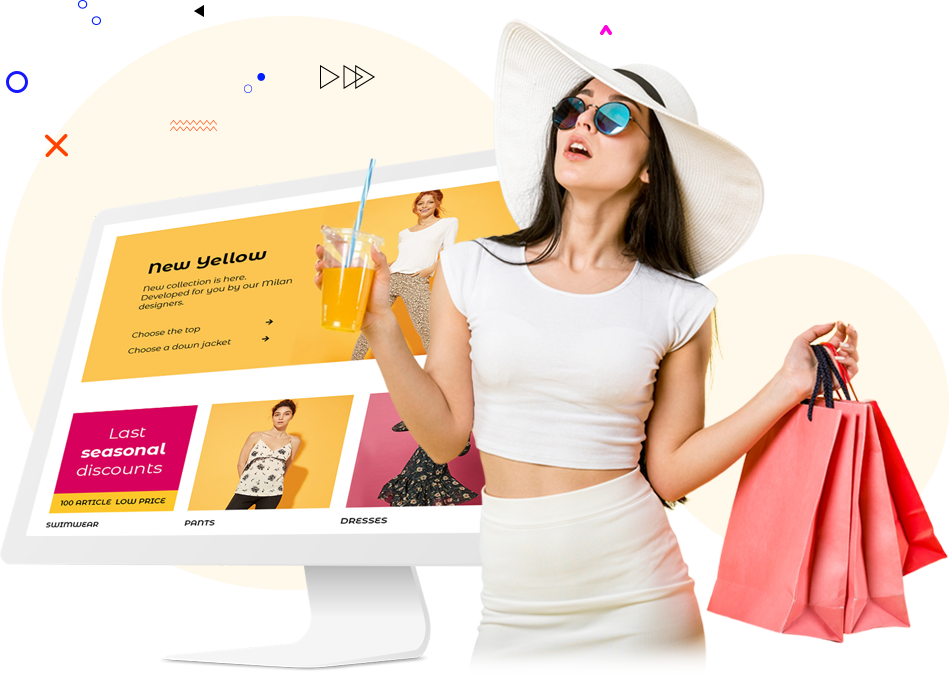 New Yellow
New collection is here.
Developed for you by our Milan
designers.
Choose the top
Choose a down jacket
Last
seasonal
discounts
100 ARTICLE LOW PRICE
SWIMWEAR
PANTS
DRESSES